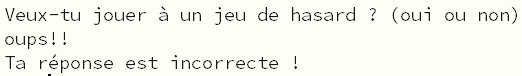 Veux-tu jouer à un jeu de hasard ? (oui ou non)
oups!!
Ta réponse est incorrecte !